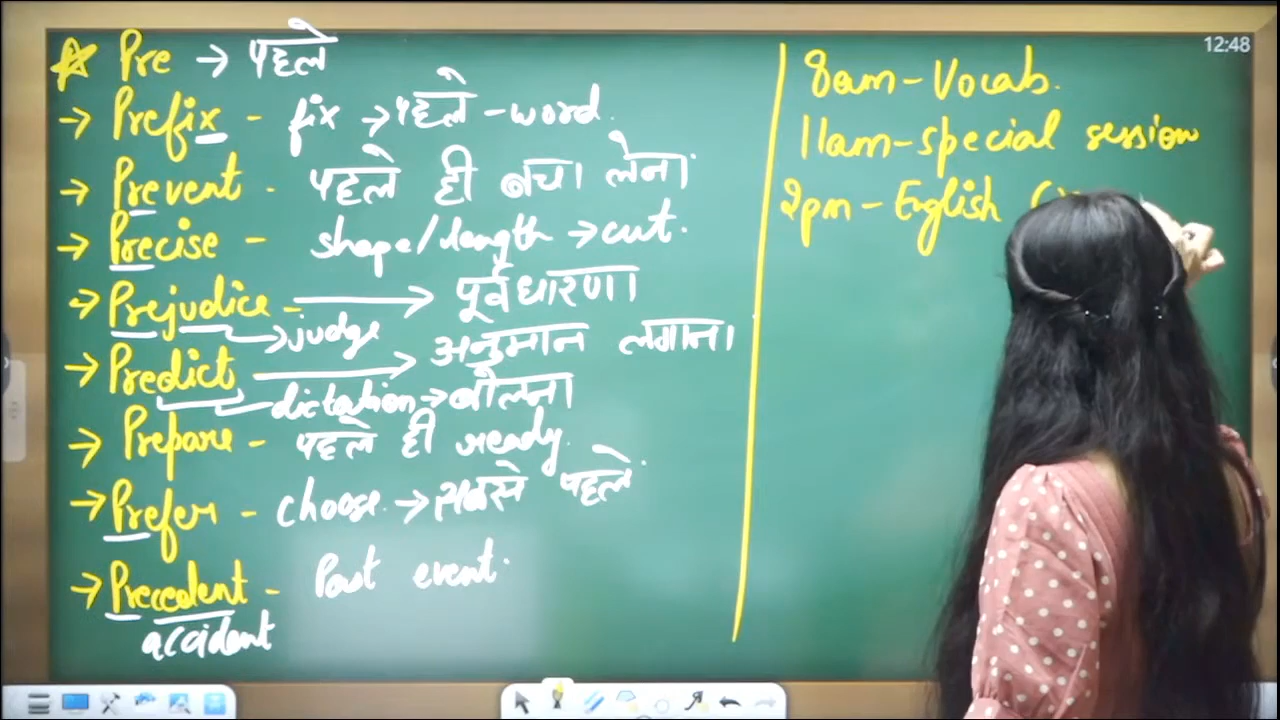 Pre → पहले
→ Prefix - fix → पहले - word.
→ Prevent - पहले ही बचा लेना
→ Precise - shape/length → cut.
→ Prejudice - → पूर्वधारणा
→ judge
→ Predict → अनुमान लगाना
dictation → बोलना
→ Prepare - पहले ही ready.
→ Prefer - choose. → सबसे पहले.
→ Precedent - Past event.
accident
12:48
8am - Vocab.
11am - special session
2pm - English